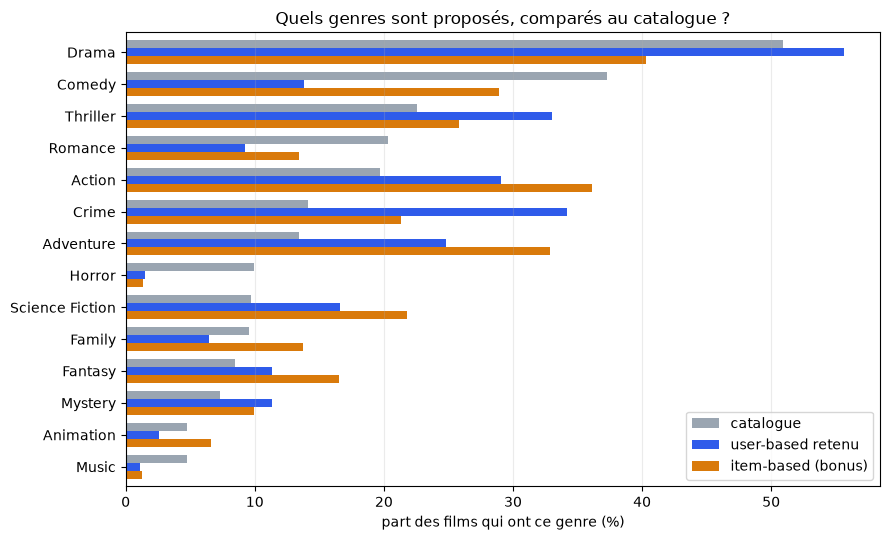 Quels genres sont proposés, comparés au catalogue ?
Drama
Comedy
Thriller
Romance
Action
Crime
Adventure
Horror
Science Fiction
Family
Fantasy
Mystery
Animation
Music
catalogue
user-based retenu
item-based (bonus)
0 10 20 30 40 50
part des films qui ont ce genre (%)